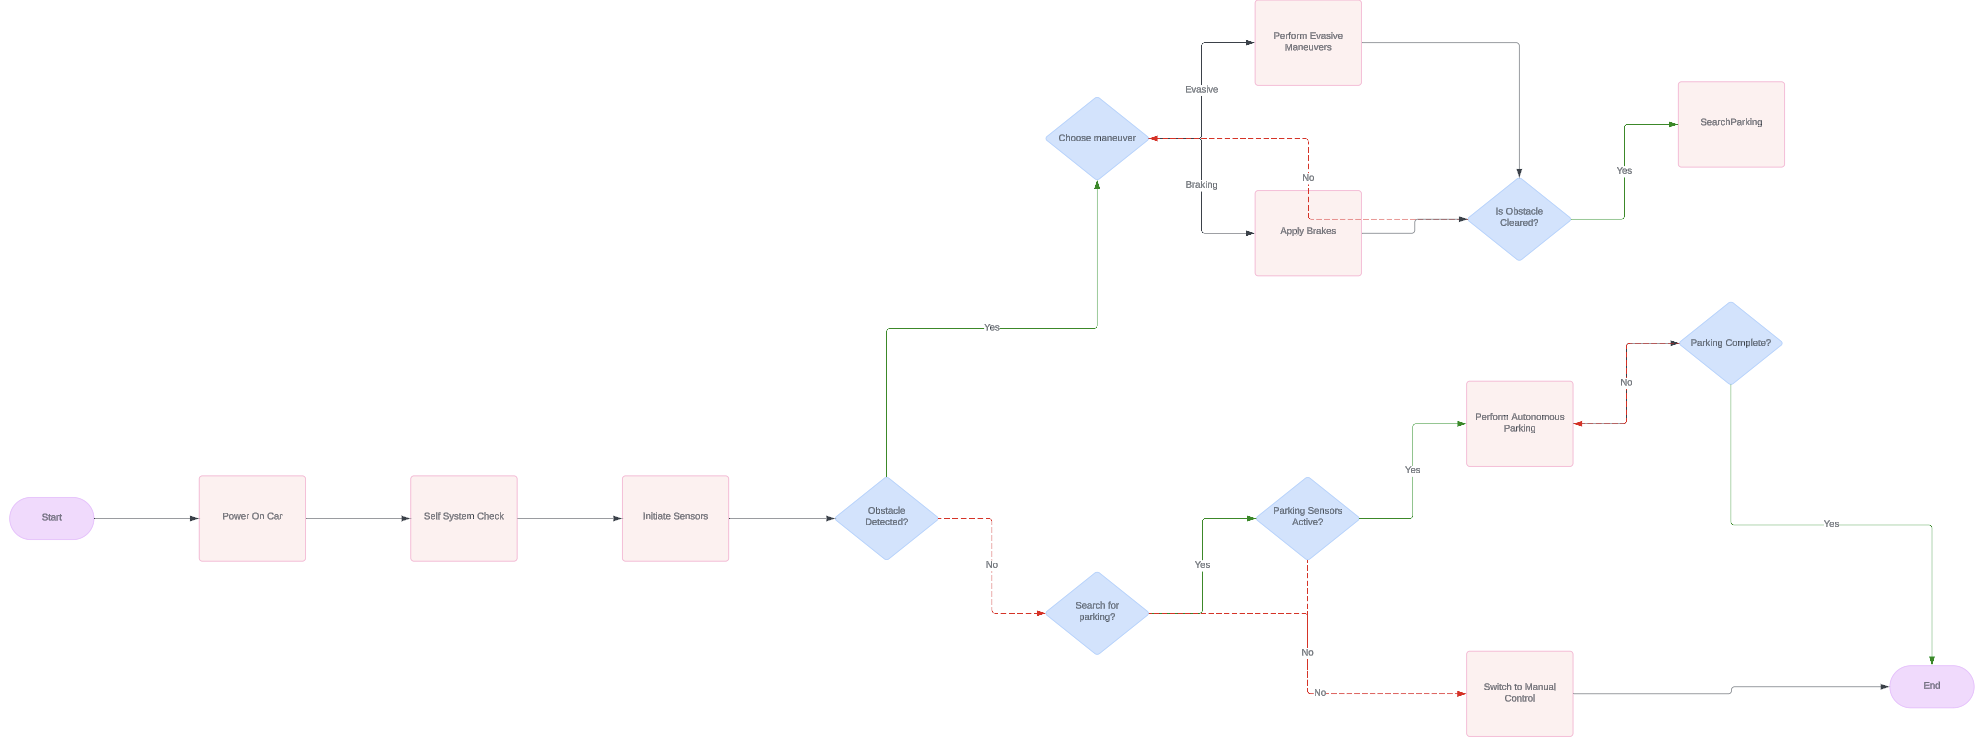 Perform Evasive
Maneuvers
Evasive
SearchParking
Choose maneuver
Yes
No
Braking
Is Obstacle
Cleared?
Apply Brakes
Yes
Parking Complete?
No
Perform Autonomous
Parking
Yes
Start
Power On Car
Self System Check
Initiate Sensors
Obstacle
Detected?
Parking Sensors
Active?
Yes
No
Yes
Search for
parking?
No
No
Switch to Manual
Control
End